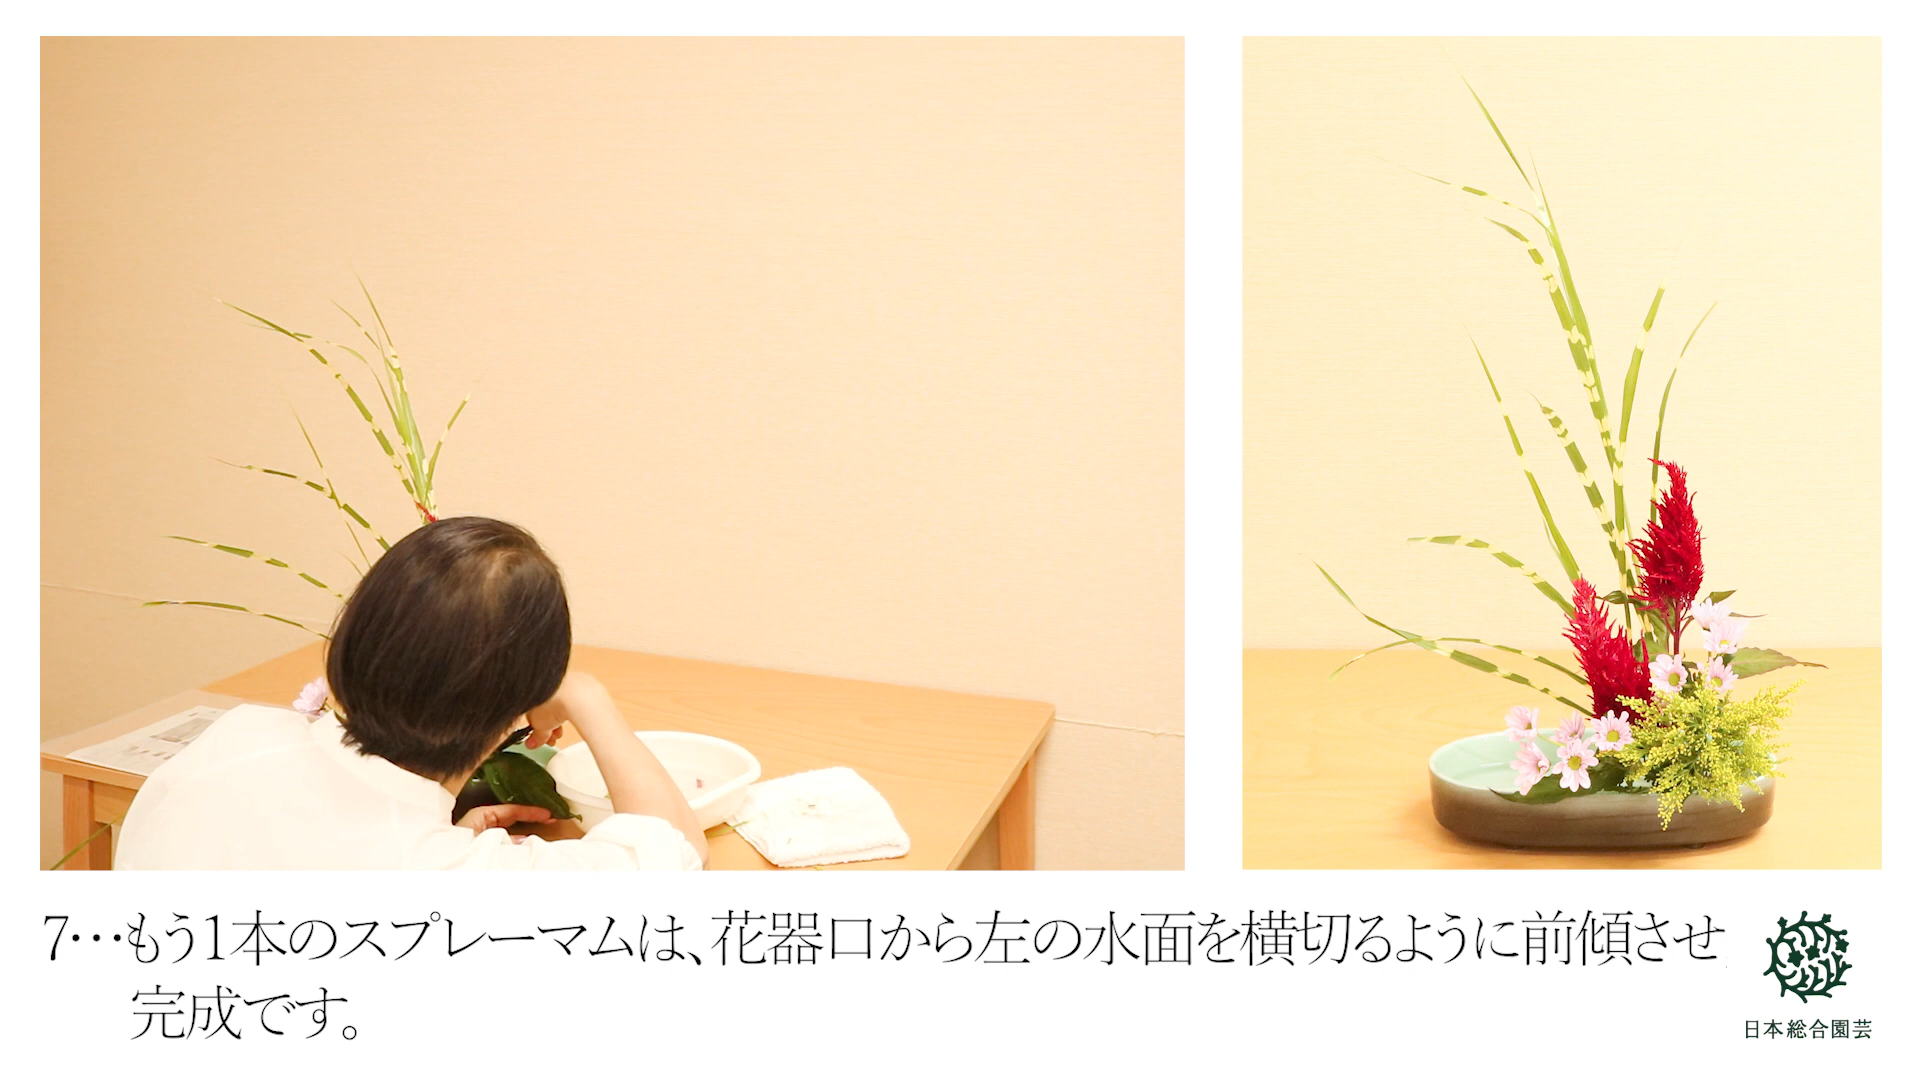 7…もう1本のスプレーマムは、花器口から左の水面を横切るように前傾させ
完成です。
日本総合園芸